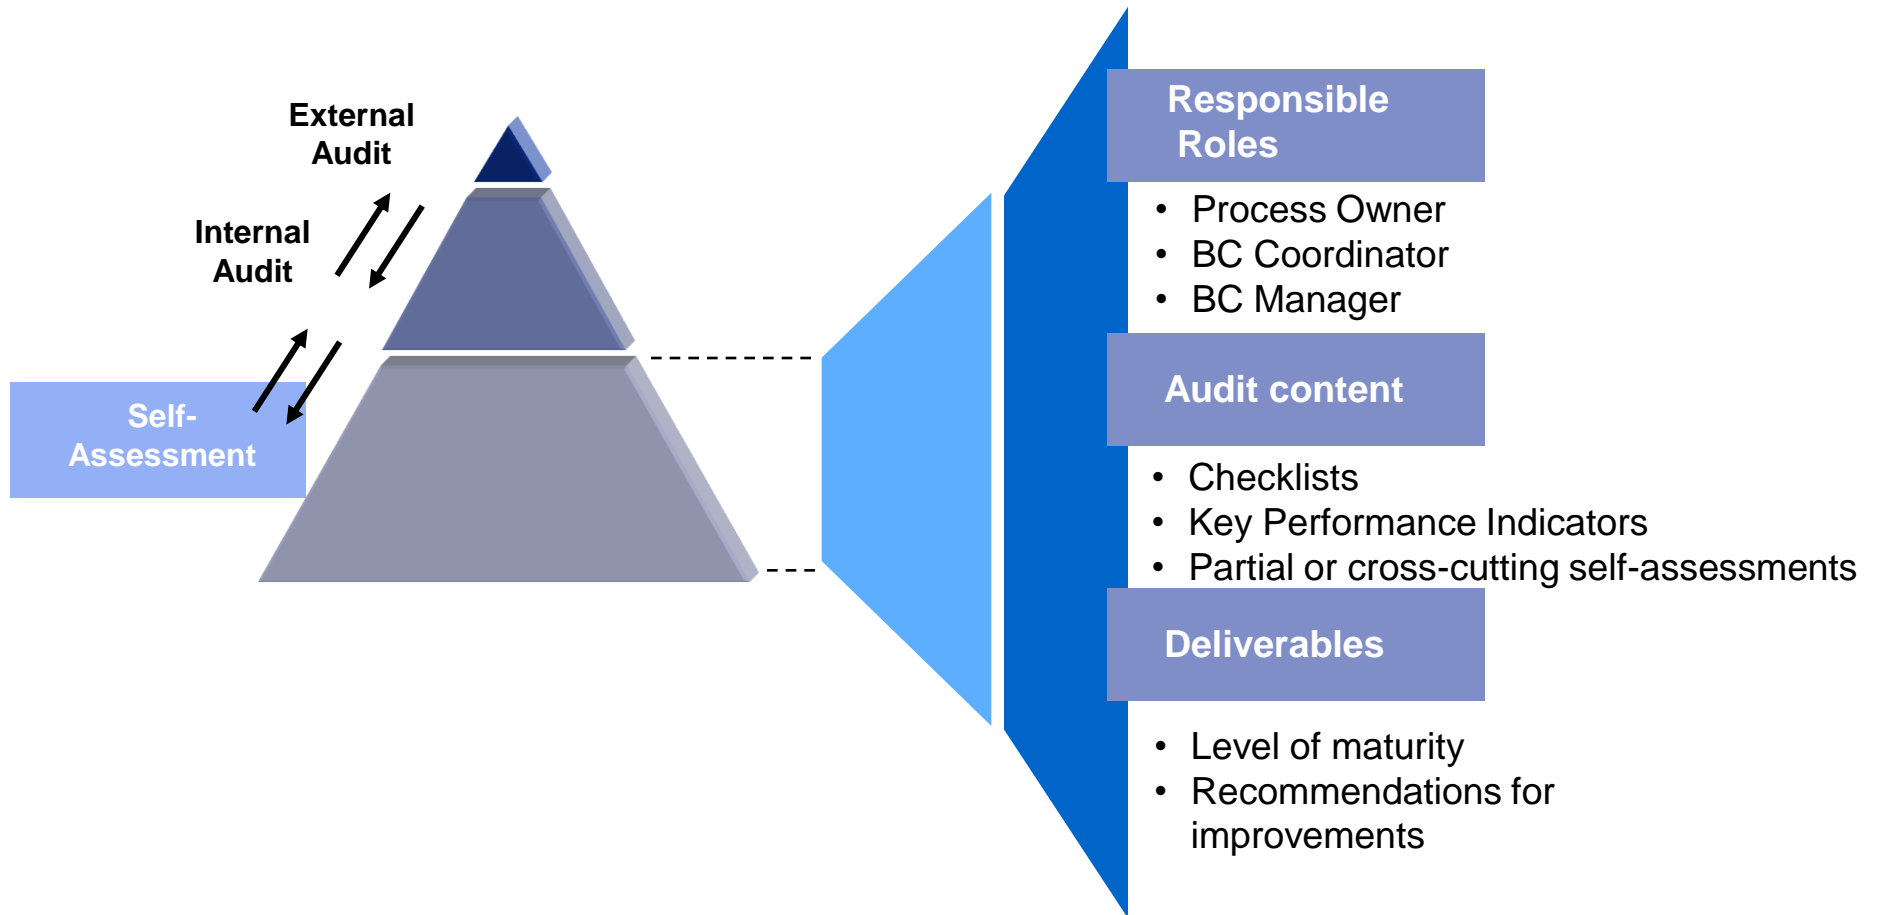 External
Audit
Internal
Audit
Self-
Assessment
Responsible
Roles
• Process Owner
• BC Coordinator
• BC Manager
Audit content
• Checklists
• Key Performance Indicators
• Partial or cross-cutting self-assessments
Deliverables
• Level of maturity
• Recommendations for
improvements